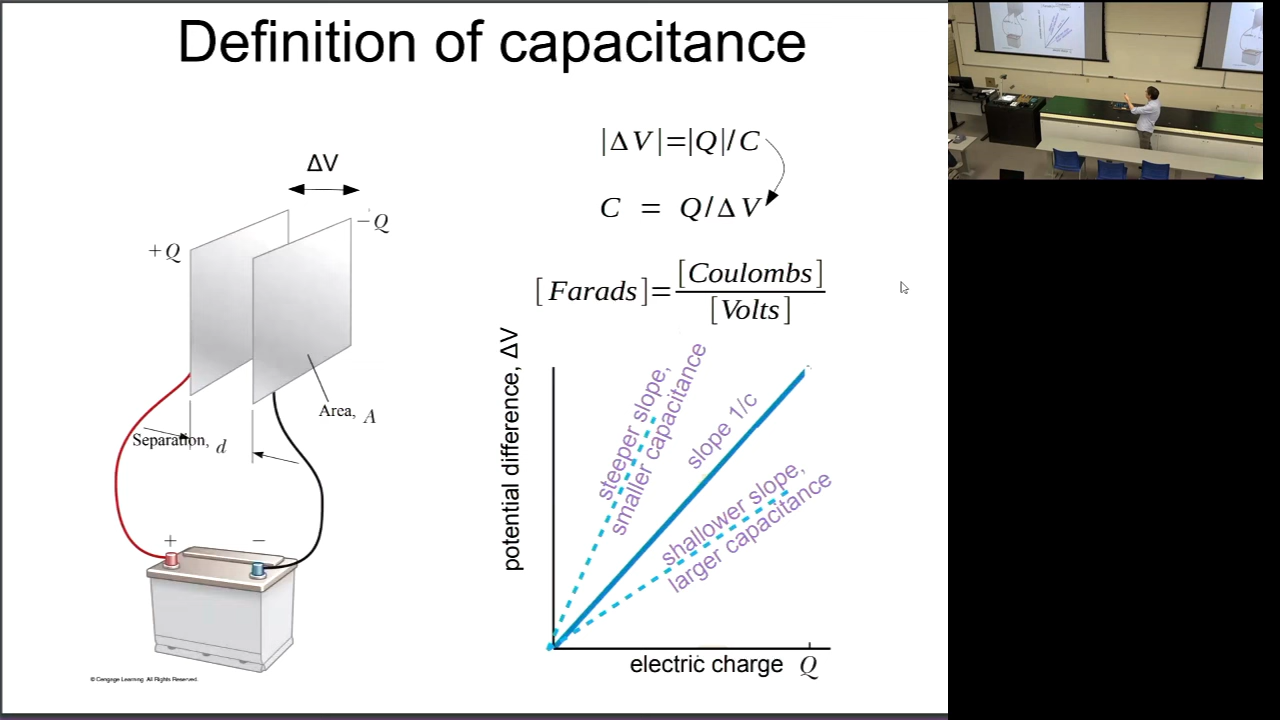 Definition of capacitance
|ΔV|=|Q|/C
C = Q/ΔV
[Farads]=[Coulombs]/[Volts]
ΔV
+Q
−Q
Area, A
Separation, d
+
−
© Cengage Learning. All Rights Reserved.
potential difference, ΔV
steeper slope,
smaller capacitance
slope 1/c
shallower slope,
larger capacitance
electric charge Q